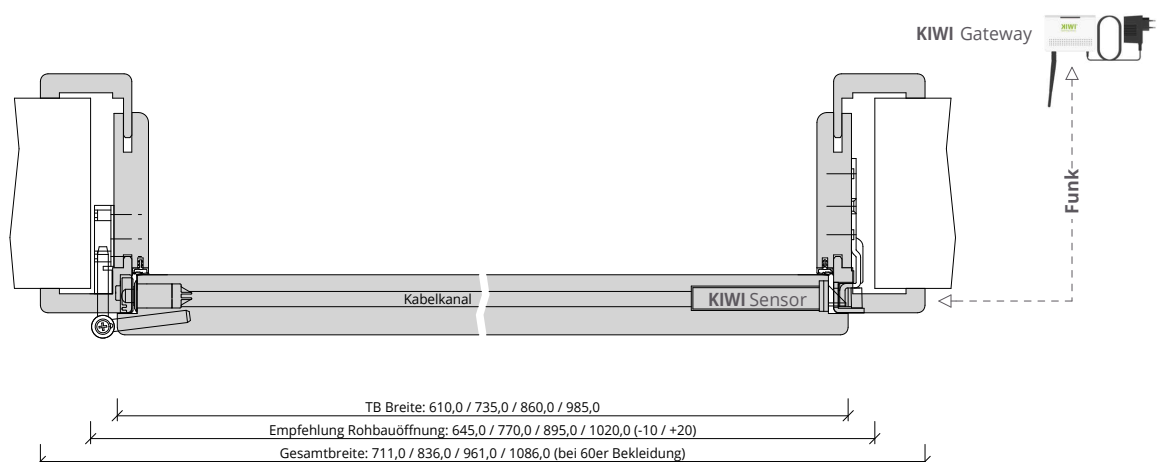 KIWI Gateway
KIWI
Funk
Kabelkanal
KIWI Sensor
TB Breite: 610,0 / 735,0 / 860,0 / 985,0
Empfehlung Rohbauöffnung: 645,0 / 770,0 / 895,0 / 1020,0 (-10 / +20)
Gesamtbreite: 711,0 / 836,0 / 961,0 / 1086,0 (bei 60er Bekleidung)